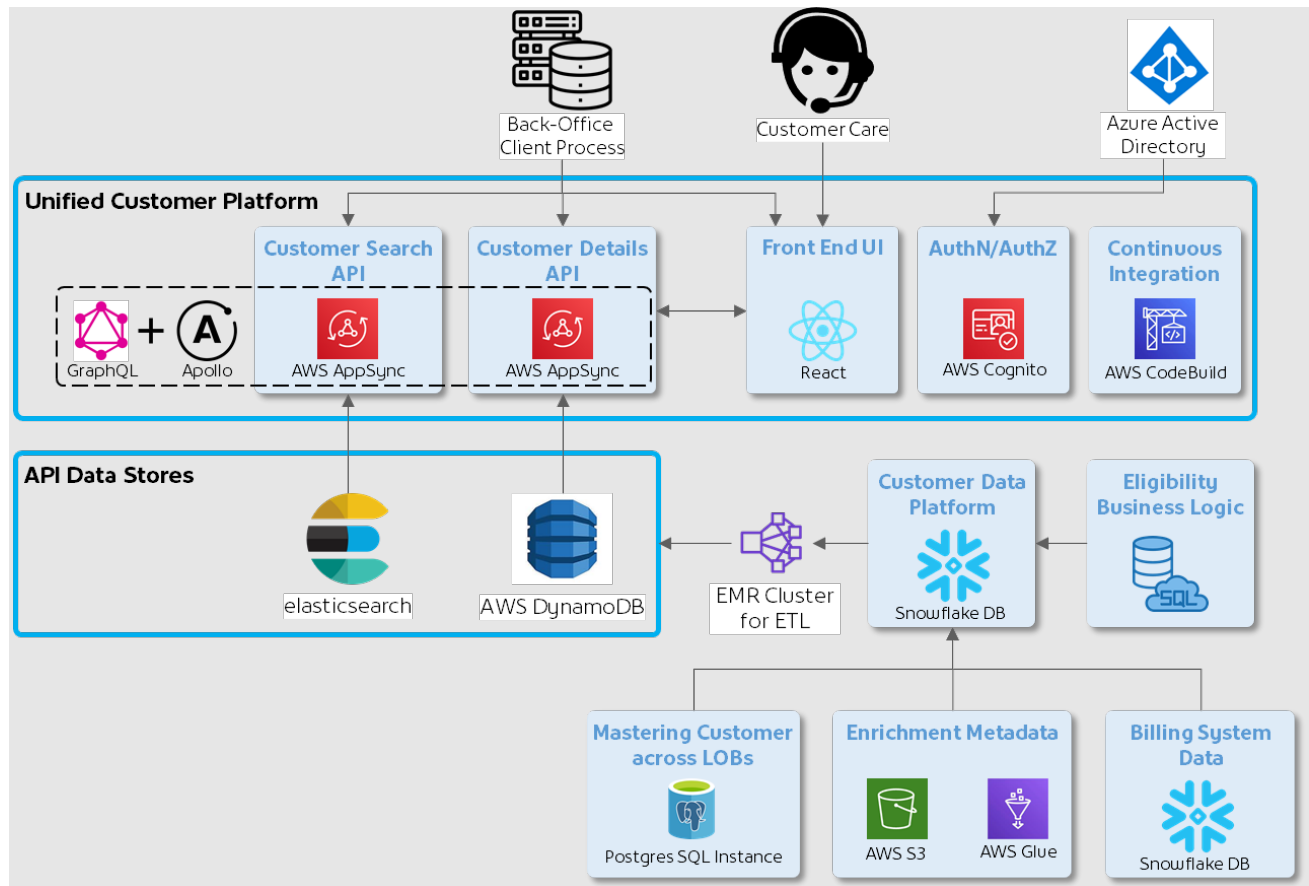 Back-Office
Client Process
Customer Care
Azure Active
Directory
Unified Customer Platform
Customer Search
API
Customer Details
API
Front End UI
AuthN/AuthZ
Continuous
Integration
GraphQL
+
A
Apollo
AWS AppSync
AWS AppSync
React
AWS Cognito
AWS CodeBuild
API Data Stores
elasticsearch
AWS DynamoDB
EMR Cluster
for ETL
Customer Data
Platform
Snowflake DB
Eligibility
Business Logic
SQL
Mastering Customer
across LOBs
Postgres SQL Instance
Enrichment Metadata
AWS S3
AWS Glue
Billing System
Data
Snowflake DB